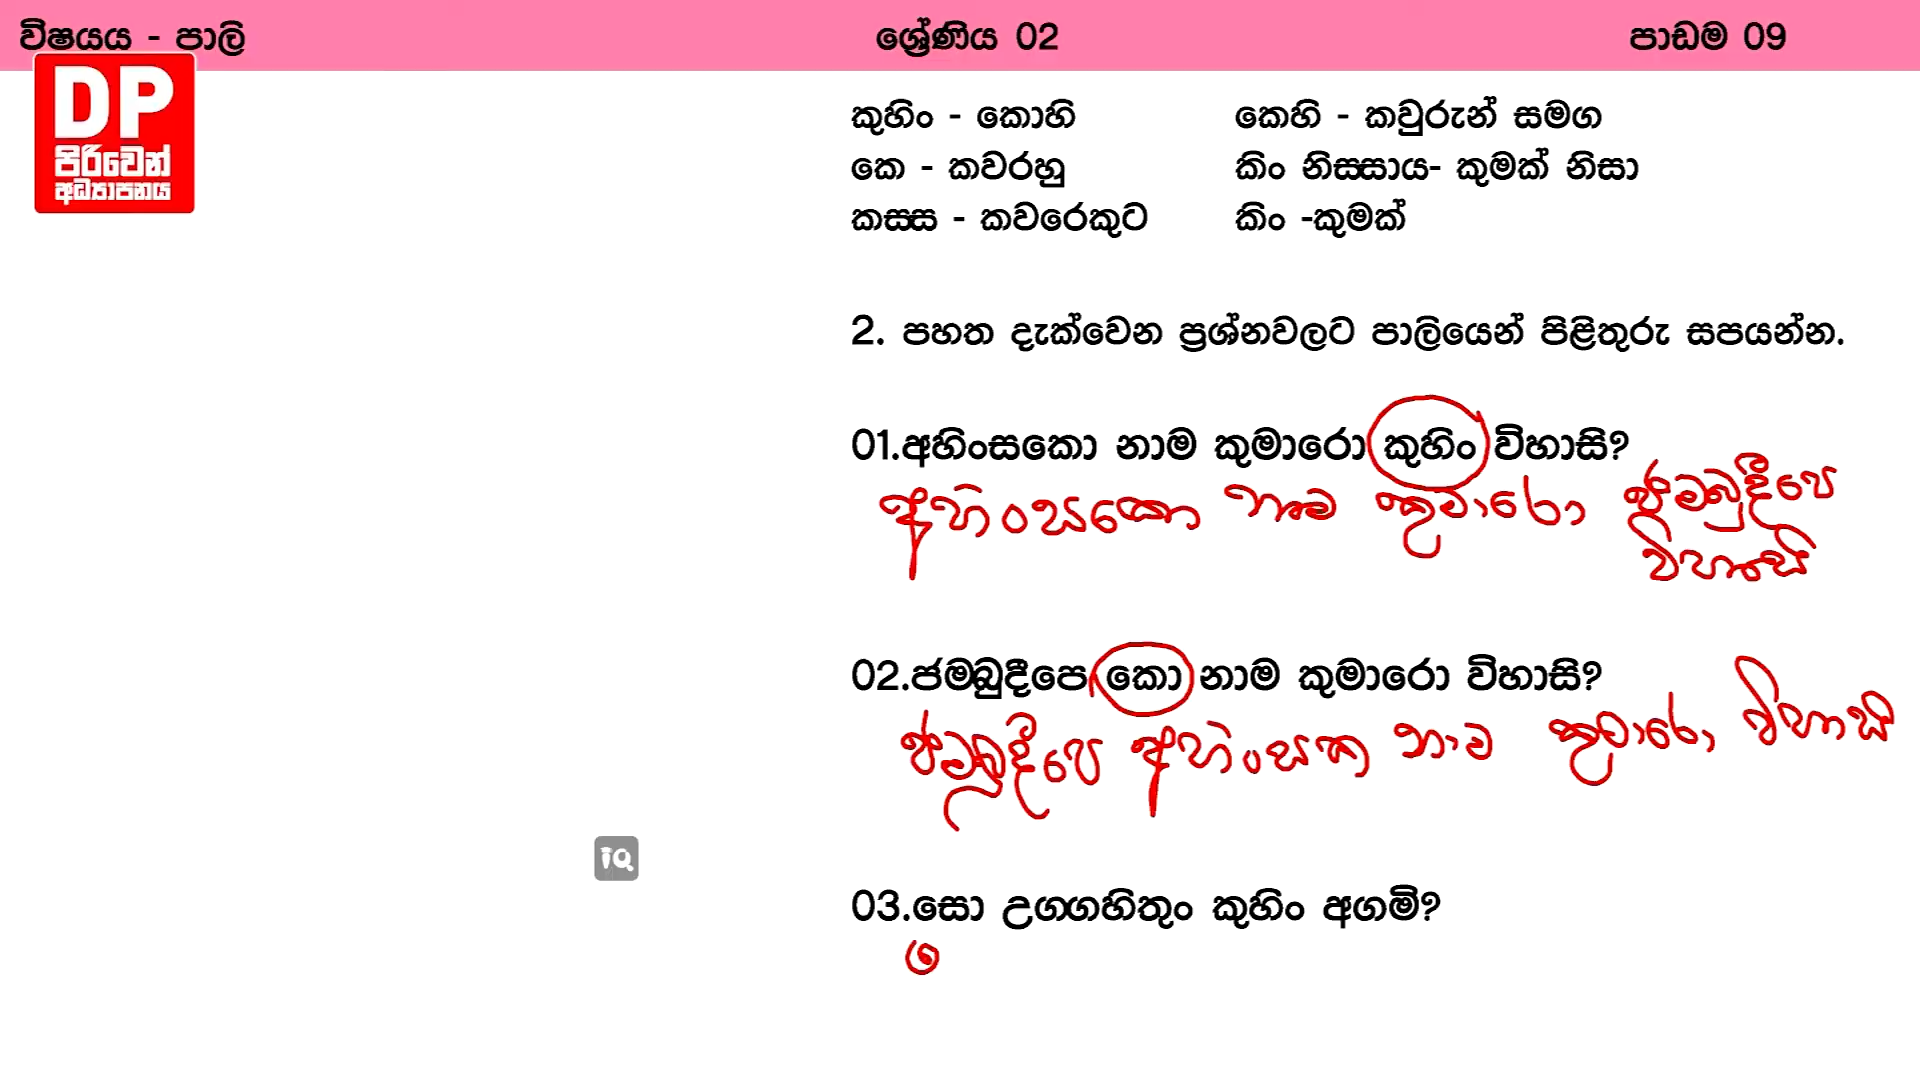 විෂයය - පාලි
ශ්‍රේණිය 02
පාඩම 09
DP
පිරිවෙන්
අධ්‍යාපනය
කුහිං - කොහි
කෙහි - කවුරුන් සමග
කෙ - කවරහු
කිං නිස්සාය- කුමක් නිසා
කස්ස - කවරෙකුට
කිං -කුමක්
2. පහත දැක්වෙන ප්‍රශ්නවලට පාලියෙන් පිළිතුරු සපයන්න.
01.අහිංසකො නාම කුමාරො කුහිං විහාසි?
අහිංසකො නාම කුමාරො ජම්බුදීපෙ
විහාසි
02.ජම්බුදීපෙ කො නාම කුමාරො විහාසි?
ජම්බුදීපෙ අහිංසක නාම කුමාරො විහාසි
iQ
03.සො උග්ගහිතුං කුහිං අගමි?